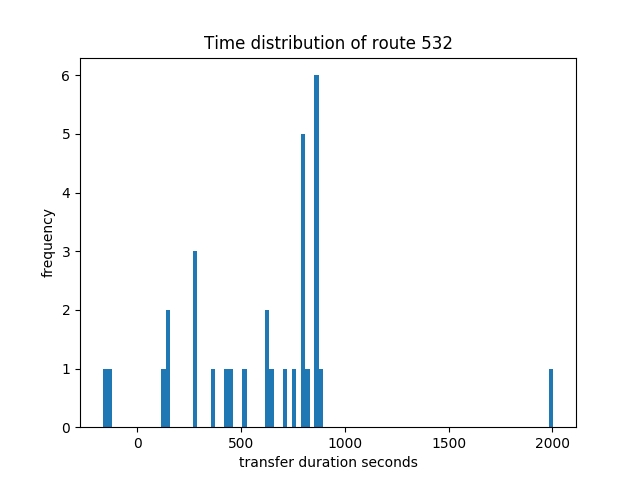 Time distribution of route 532
6
5
4
3
2
1
0
frequency
0 500 1000 1500 2000
transfer duration seconds